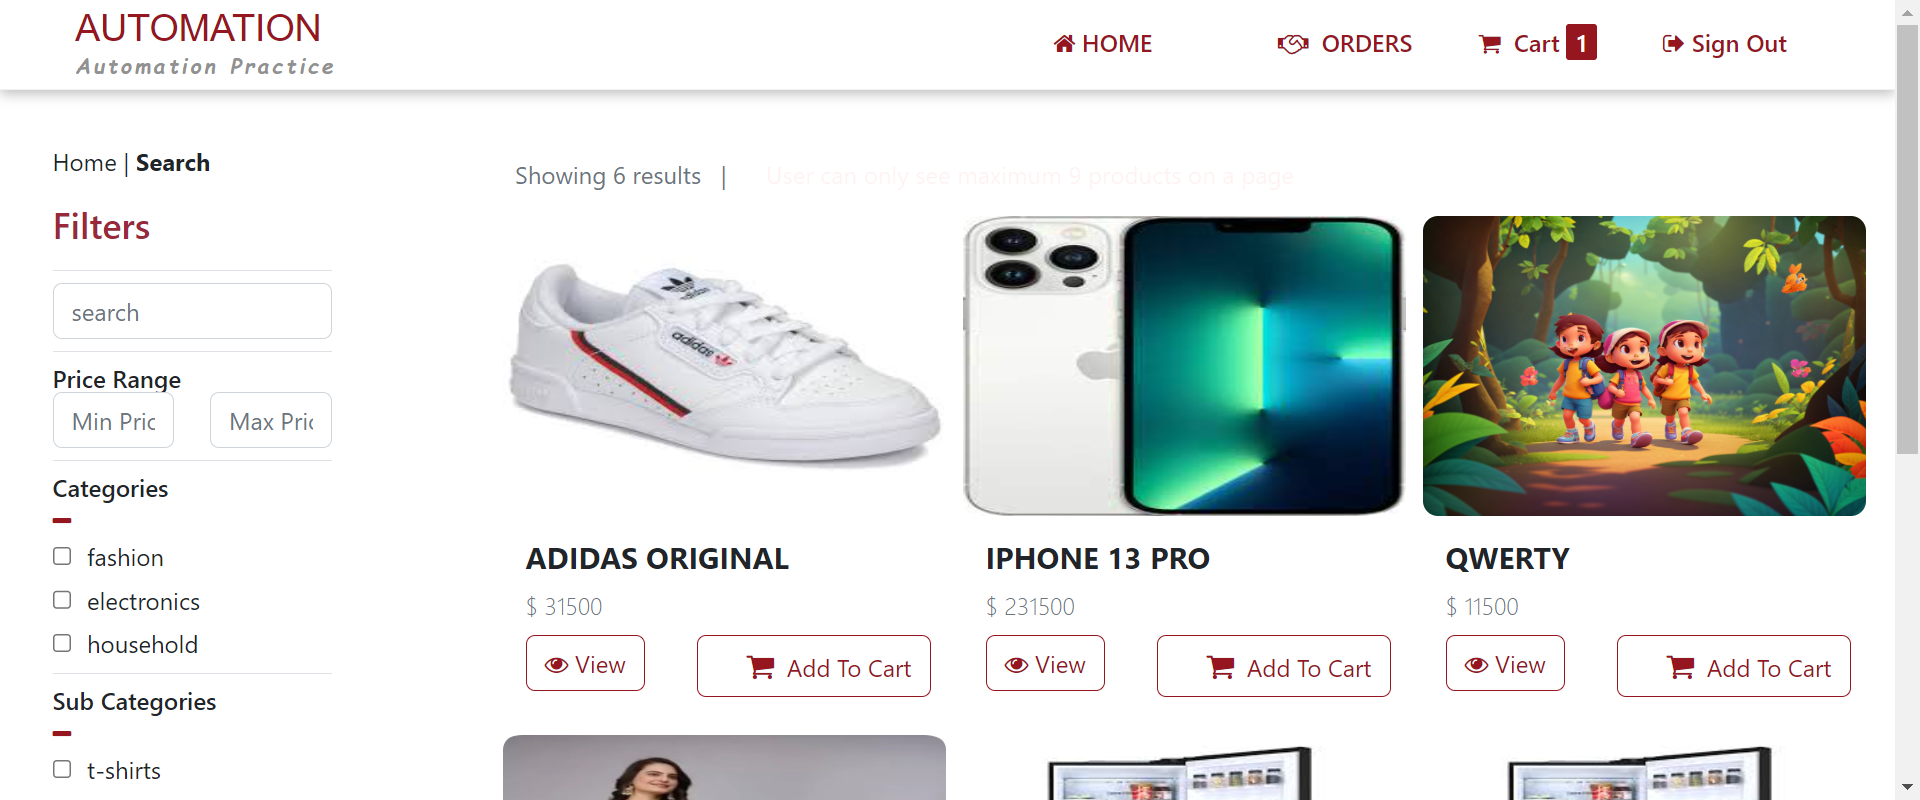 AUTOMATION
Automation Practice
HOME
ORDERS
Cart 1
Sign Out
Home | Search
Showing 6 results |
User can only see maximum 9 products on a page
Filters
search
Price Range
Min Pric
Max Pric
Categories
fashion
electronics
household
Sub Categories
t-shirts
adidas
adidas
ADIDAS ORIGINAL
$ 31500
View
Add To Cart
IPHONE 13 PRO
$ 231500
View
Add To Cart
QWERTY
$ 11500
View
Add To Cart